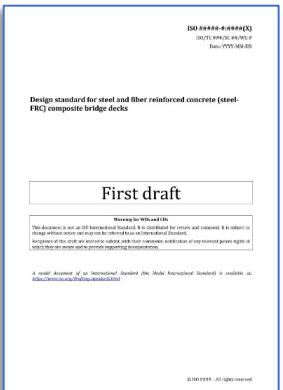 ISO #####-#:####(X)
ISO/TC ###/SC ##/WG #
Date: YYYY-MM-DD
Design standard for steel and fiber reinforced concrete (steel-
FRC) composite bridge decks
First draft
Warning for WDs and CDs
This document is not an ISO International Standard. It is distributed for review and comment. It is subject to
change without notice and may not be referred to as an International Standard.
Recipients of this draft are invited to submit, with their comments, notification of any relevant patent rights of
which they are aware and to provide supporting documentation.
A model document of an International Standard (the Model International Standard) is available at:
https://www.iso.org/drafting-standards.html
© ISO #### – All rights reserved